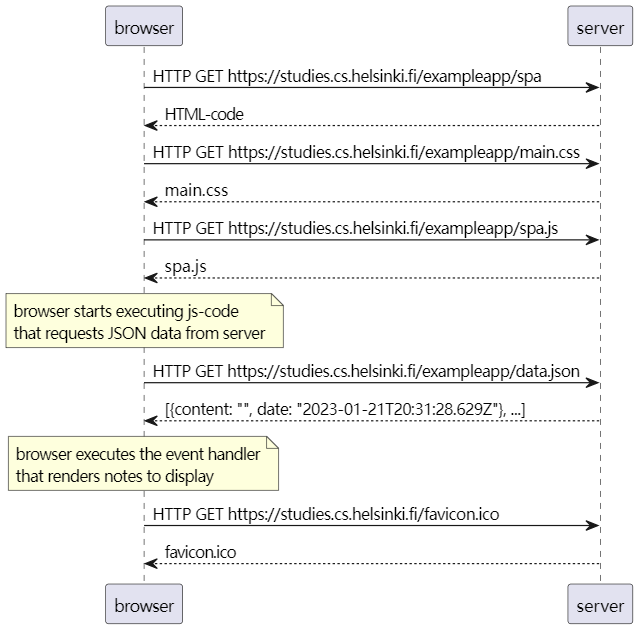 browser server
HTTP GET https://studies.cs.helsinki.fi/exampleapp/spa
HTML-code
HTTP GET https://studies.cs.helsinki.fi/exampleapp/main.css
main.css
HTTP GET https://studies.cs.helsinki.fi/exampleapp/spa.js
spa.js
browser starts executing js-code
that requests JSON data from server
HTTP GET https://studies.cs.helsinki.fi/exampleapp/data.json
[{content: "", date: "2023-01-21T20:31:28.629Z"}, ...]
browser executes the event handler
that renders notes to display
HTTP GET https://studies.cs.helsinki.fi/favicon.ico
favicon.ico
browser server